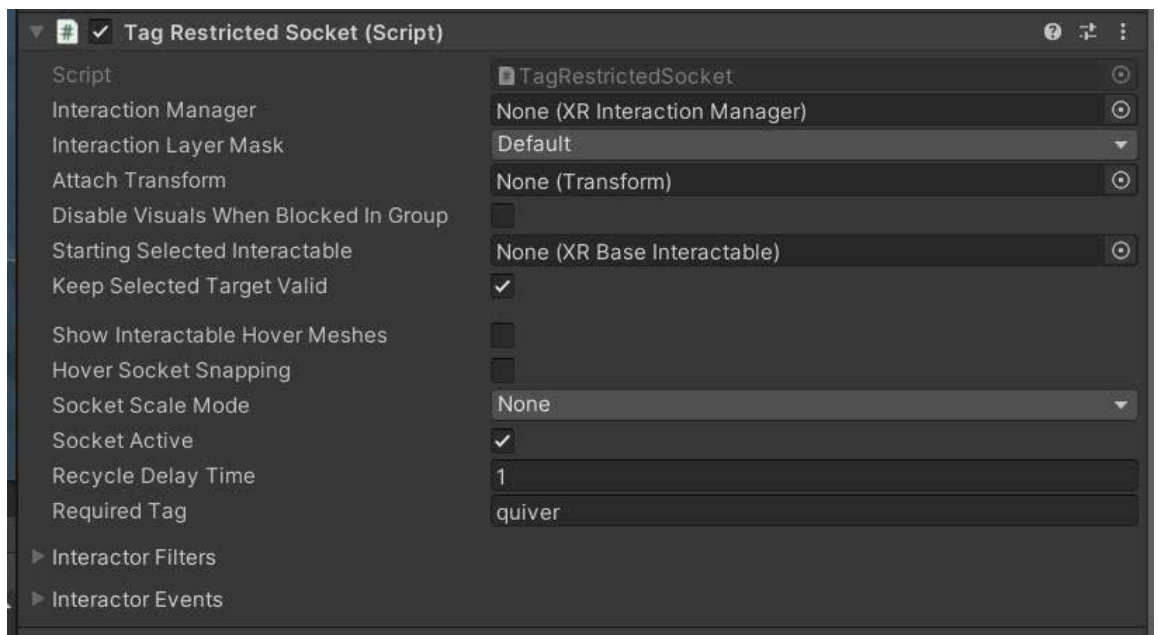 Tag Restricted Socket (Script)
Script TagRestrictedSocket
Interaction Manager None (XR Interaction Manager)
Interaction Layer Mask Default
Attach Transform None (Transform)
Disable Visuals When Blocked In Group
Starting Selected Interactable None (XR Base Interactable)
Keep Selected Target Valid
Show Interactable Hover Meshes
Hover Socket Snapping
Socket Scale Mode None
Socket Active
Recycle Delay Time 1
Required Tag quiver
Interactor Filters
Interactor Events